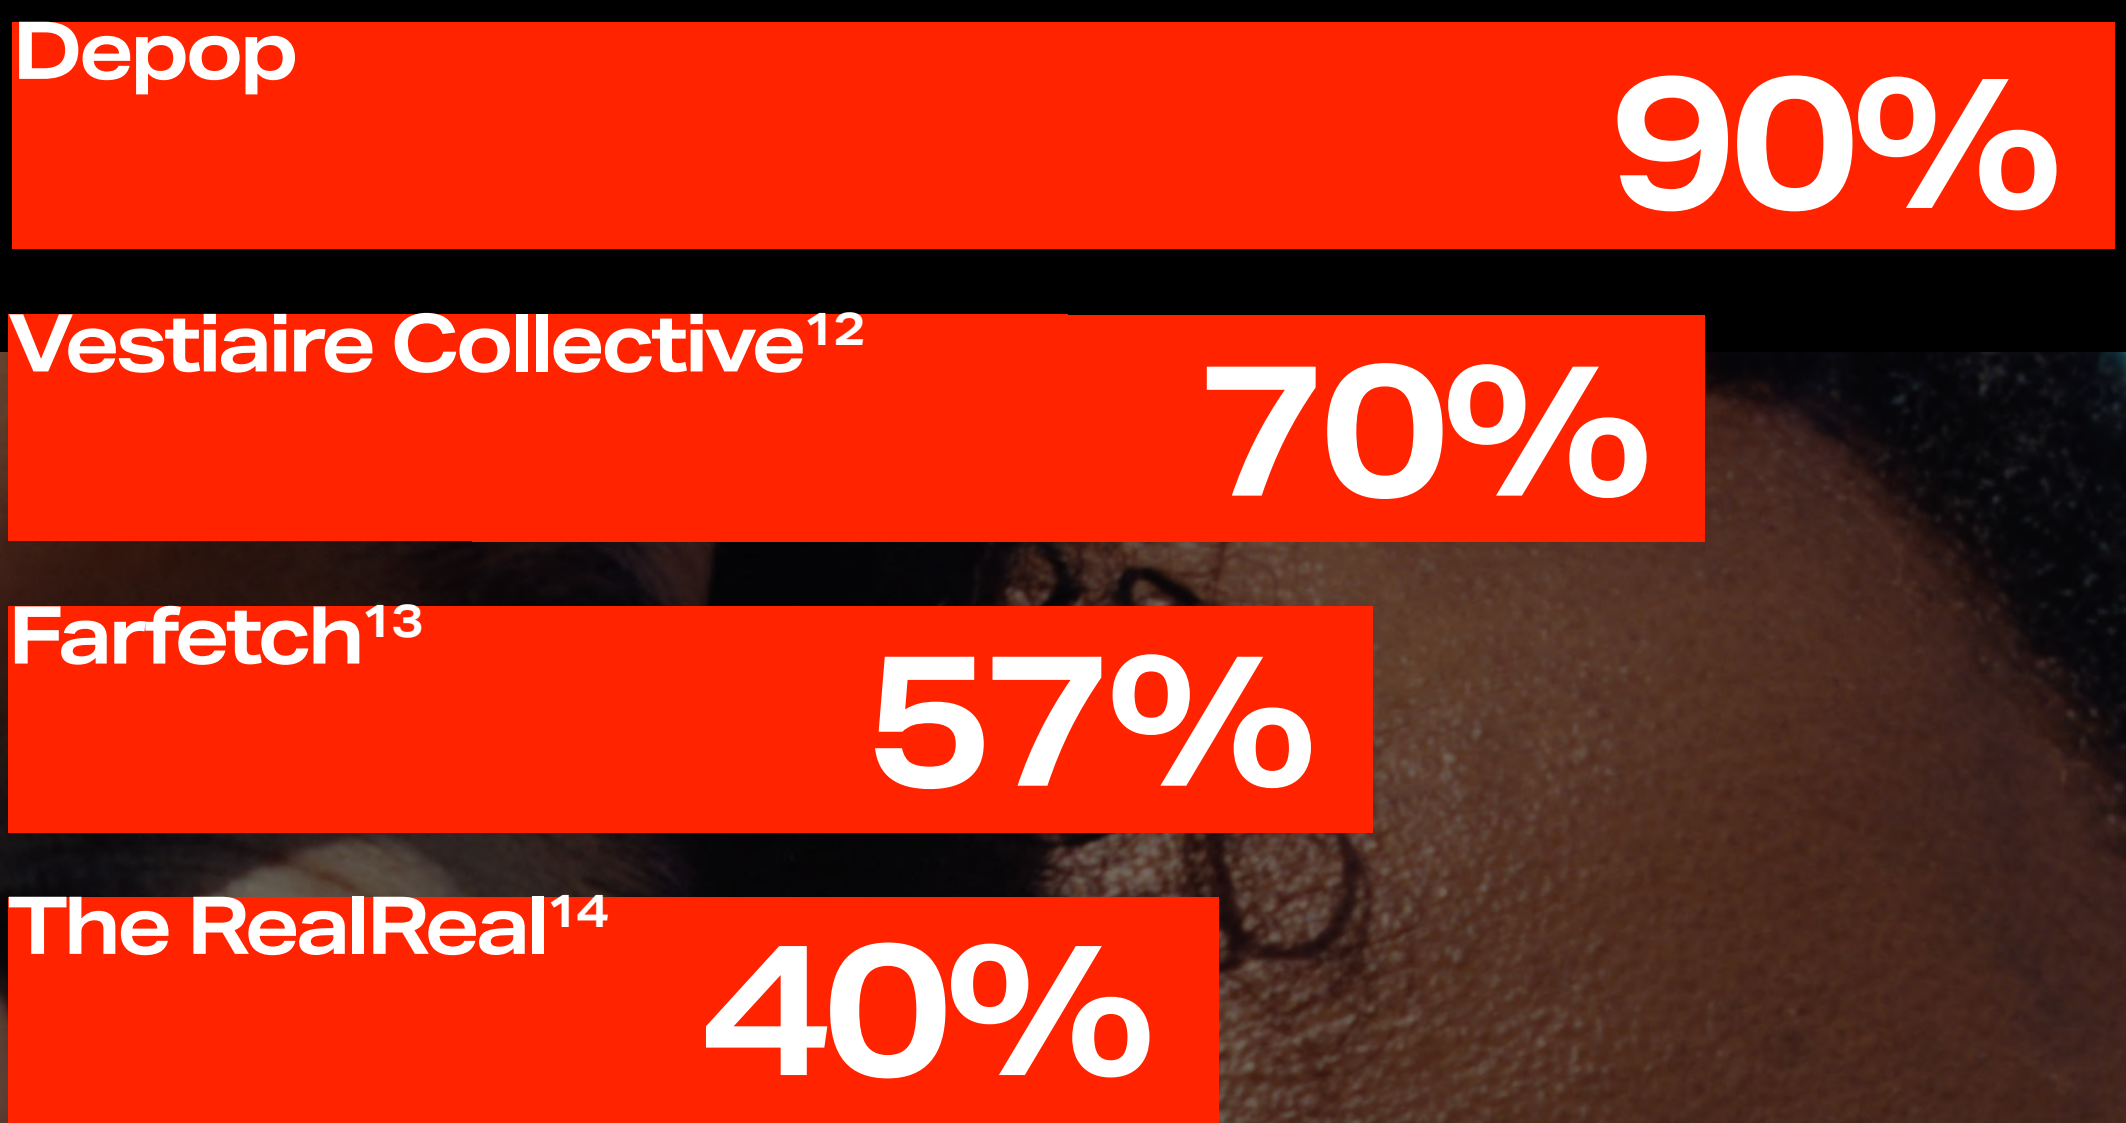 Depop
90%
Vestiaire Collective¹²
70%
Farfetch¹³
57%
The RealReal¹⁴
40%